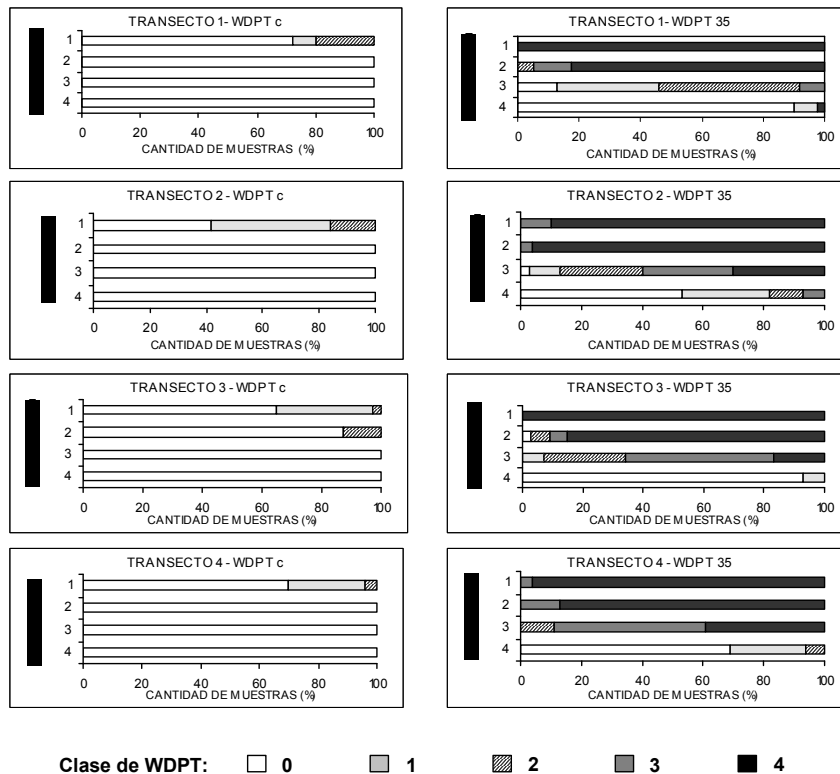 TRANSECTO 1- WDPT c
1
2
3
4
0 20 40 60 80 100
CANTIDAD DE MUESTRAS (%)
TRANSECTO 1- WDPT 35
1
2
3
4
0 20 40 60 80 100
CANTIDAD DE MUESTRAS (%)
TRANSECTO 2 - WDPT c
1
2
3
4
0 20 40 60 80 100
CANTIDAD DE MUESTRAS (%)
TRANSECTO 2 - WDPT 35
1
2
3
4
0 20 40 60 80 100
CANTIDAD DE MUESTRAS (%)
TRANSECTO 3 - WDPT c
1
2
3
4
0 20 40 60 80 100
CANTIDAD DE MUESTRAS (%)
TRANSECTO 3 - WDPT 35
1
2
3
4
0 20 40 60 80 100
CANTIDAD DE MUESTRAS (%)
TRANSECTO 4 - WDPT c
1
2
3
4
0 20 40 60 80 100
CANTIDAD DE MUESTRAS (%)
TRANSECTO 4 - WDPT 35
1
2
3
4
0 20 40 60 80 100
CANTIDAD DE MUESTRAS (%)
Clase de WDPT: 0 1 2 3 4